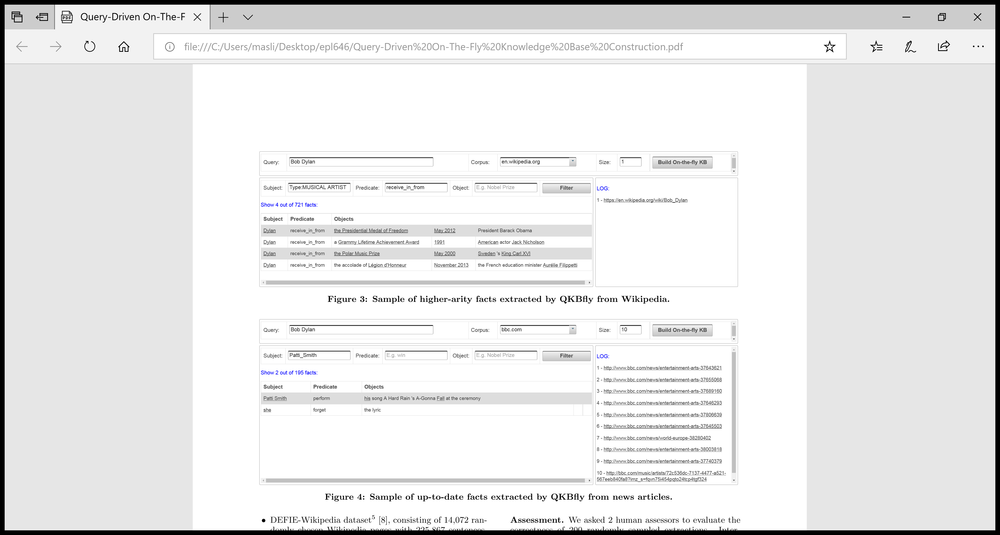 Query-Driven On-The-F
file:///C:/Users/masli/Desktop/epl646/Query-Driven%20On-The-Fly%20Knowledge%20Base%20Construction.pdf
Query: Bob Dylan Corpus: en.wikipedia.org Size: 1 Build On-the-fly KB
Subject: Type:MUSICAL ARTIST Predicate: receive_in_from Object: E.g. Nobel Prize Filter
Show 4 out of 721 facts:
Subject Predicate Objects
Dylan receive_in_from the Presidential Medal of Freedom May 2012 President Barack Obama
Dylan receive_in_from a Grammy Lifetime Achievement Award 1991 American actor Jack Nicholson
Dylan receive_in_from the Polar Music Prize May 2000 Sweden 's King Carl XVI
Dylan receive_in_from the accolade of Légion d'Honneur November 2013 the French education minister Aurélie Filippetti
LOG:
1 - https://en.wikipedia.org/wiki/Bob_Dylan
Figure 3: Sample of higher-arity facts extracted by QKBfly from Wikipedia.
Query: Bob Dylan Corpus: bbc.com Size: 10 Build On-the-fly KB
Subject: Patti_Smith Predicate: E.g. win Object: E.g. Nobel Prize Filter
Show 2 out of 195 facts:
Subject Predicate Objects
Patti Smith perform his song A Hard Rain 's A-Gonna Fall at the ceremony
she forget the lyric
LOG:
1 - http://www.bbc.com/news/entertainment-arts-37643621
2 - http://www.bbc.com/news/entertainment-arts-37655068
3 - http://www.bbc.com/news/entertainment-arts-37689160
4 - http://www.bbc.com/news/entertainment-arts-37646293
5 - http://www.bbc.com/news/entertainment-arts-37806639
6 - http://www.bbc.com/news/entertainment-arts-37645503
7 - http://www.bbc.com/news/world-europe-38280402
8 - http://www.bbc.com/news/entertainment-arts-38003818
9 - http://www.bbc.com/news/entertainment-arts-37740379
10 - http://bbc.com/music/artists/72c536dc-7137-4477-a521-
567eeb840fa8?imz_s=fqvn75i454pqto24tcp4tgf324
Figure 4: Sample of up-to-date facts extracted by QKBfly from news articles.
• DEFIE-Wikipedia dataset5 [8], consisting of 14,072 ran-
domly chosen Wikipedia pages with 225,867 sentences
Assessment. We asked 2 human assessors to evaluate the
correctness of 200 randomly sampled extractions. Inter-